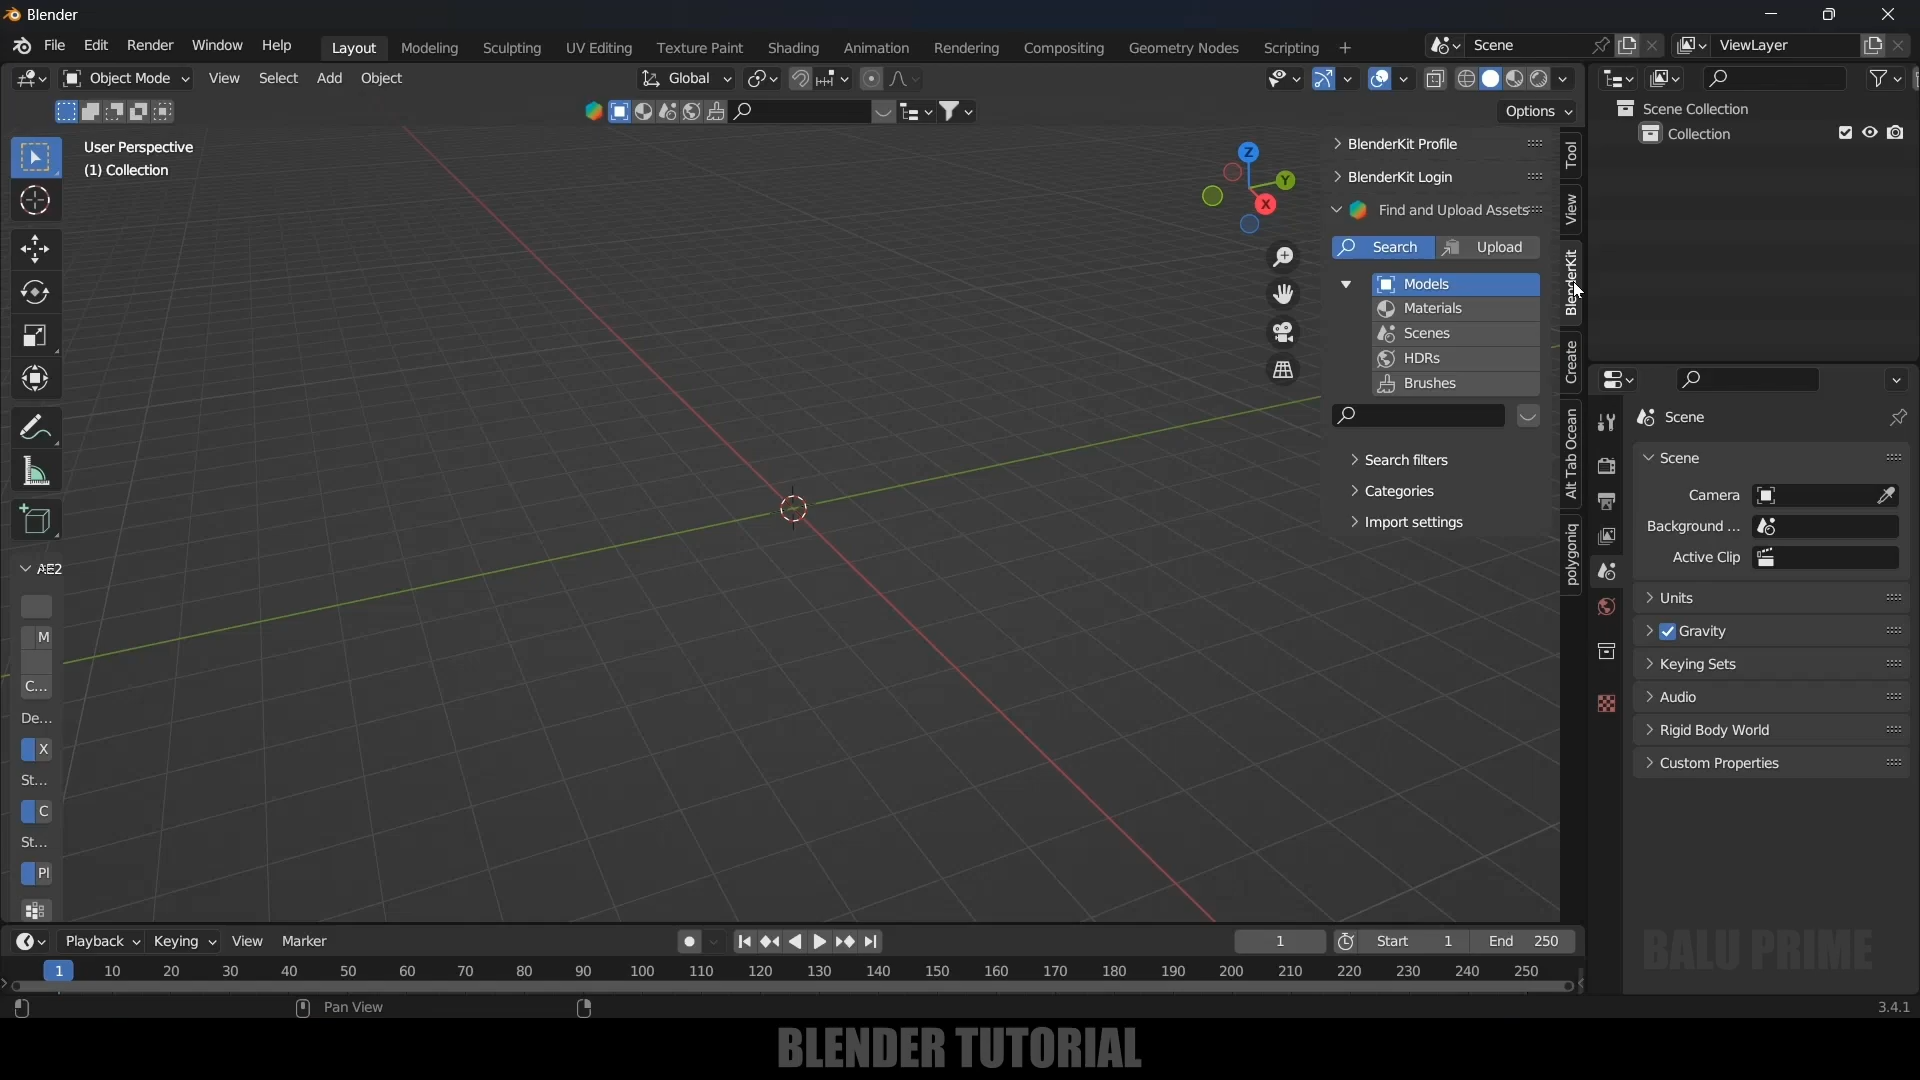 Blender
File Edit Render Window Help Layout Modeling Sculpting UV Editing Texture Paint Shading Animation Rendering Compositing Geometry Nodes Scripting + Scene ViewLayer
Object Mode View Select Add Object Global
Options
User Perspective
(1) Collection
Z
Y
X
BlenderKit Profile
BlenderKit Login
Find and Upload Assets
Search Upload
Models
Materials
Scenes
HDRs
Brushes
Search filters
Categories
Import settings
Tool
View
BlenderKit
Create
Alt Tab Ocean
polygoniq
Scene Collection
Collection
Scene
Scene
Camera
Background ...
Active Clip
Units
Gravity
Keying Sets
Audio
Rigid Body World
Custom Properties
AE2
M
C...
De...
X
St...
C
St...
Pl
Playback Keying View Marker 1 Start 1 End 250
1 10 20 30 40 50 60 70 80 90 100 110 120 130 140 150 160 170 180 190 200 210 220 230 240 250
Pan View 3.4.1
BALU PRIME
BLENDER TUTORIAL